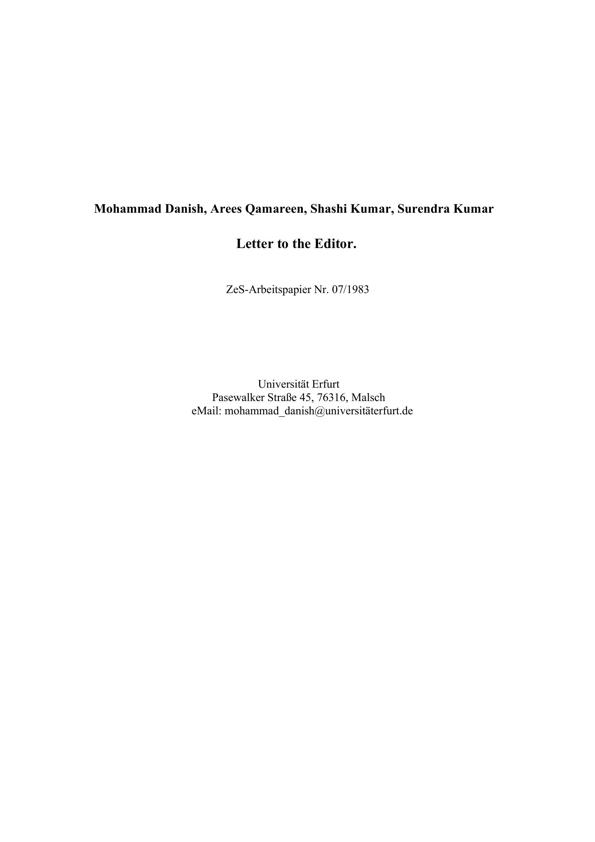 Mohammad Danish, Arees Qamareen, Shashi Kumar, Surendra Kumar
Letter to the Editor.
ZeS-Arbeitspapier Nr. 07/1983
Universität Erfurt
Pasewalker Straße 45, 76316, Malsch
eMail: mohammad_danish@universitäterfurt.de